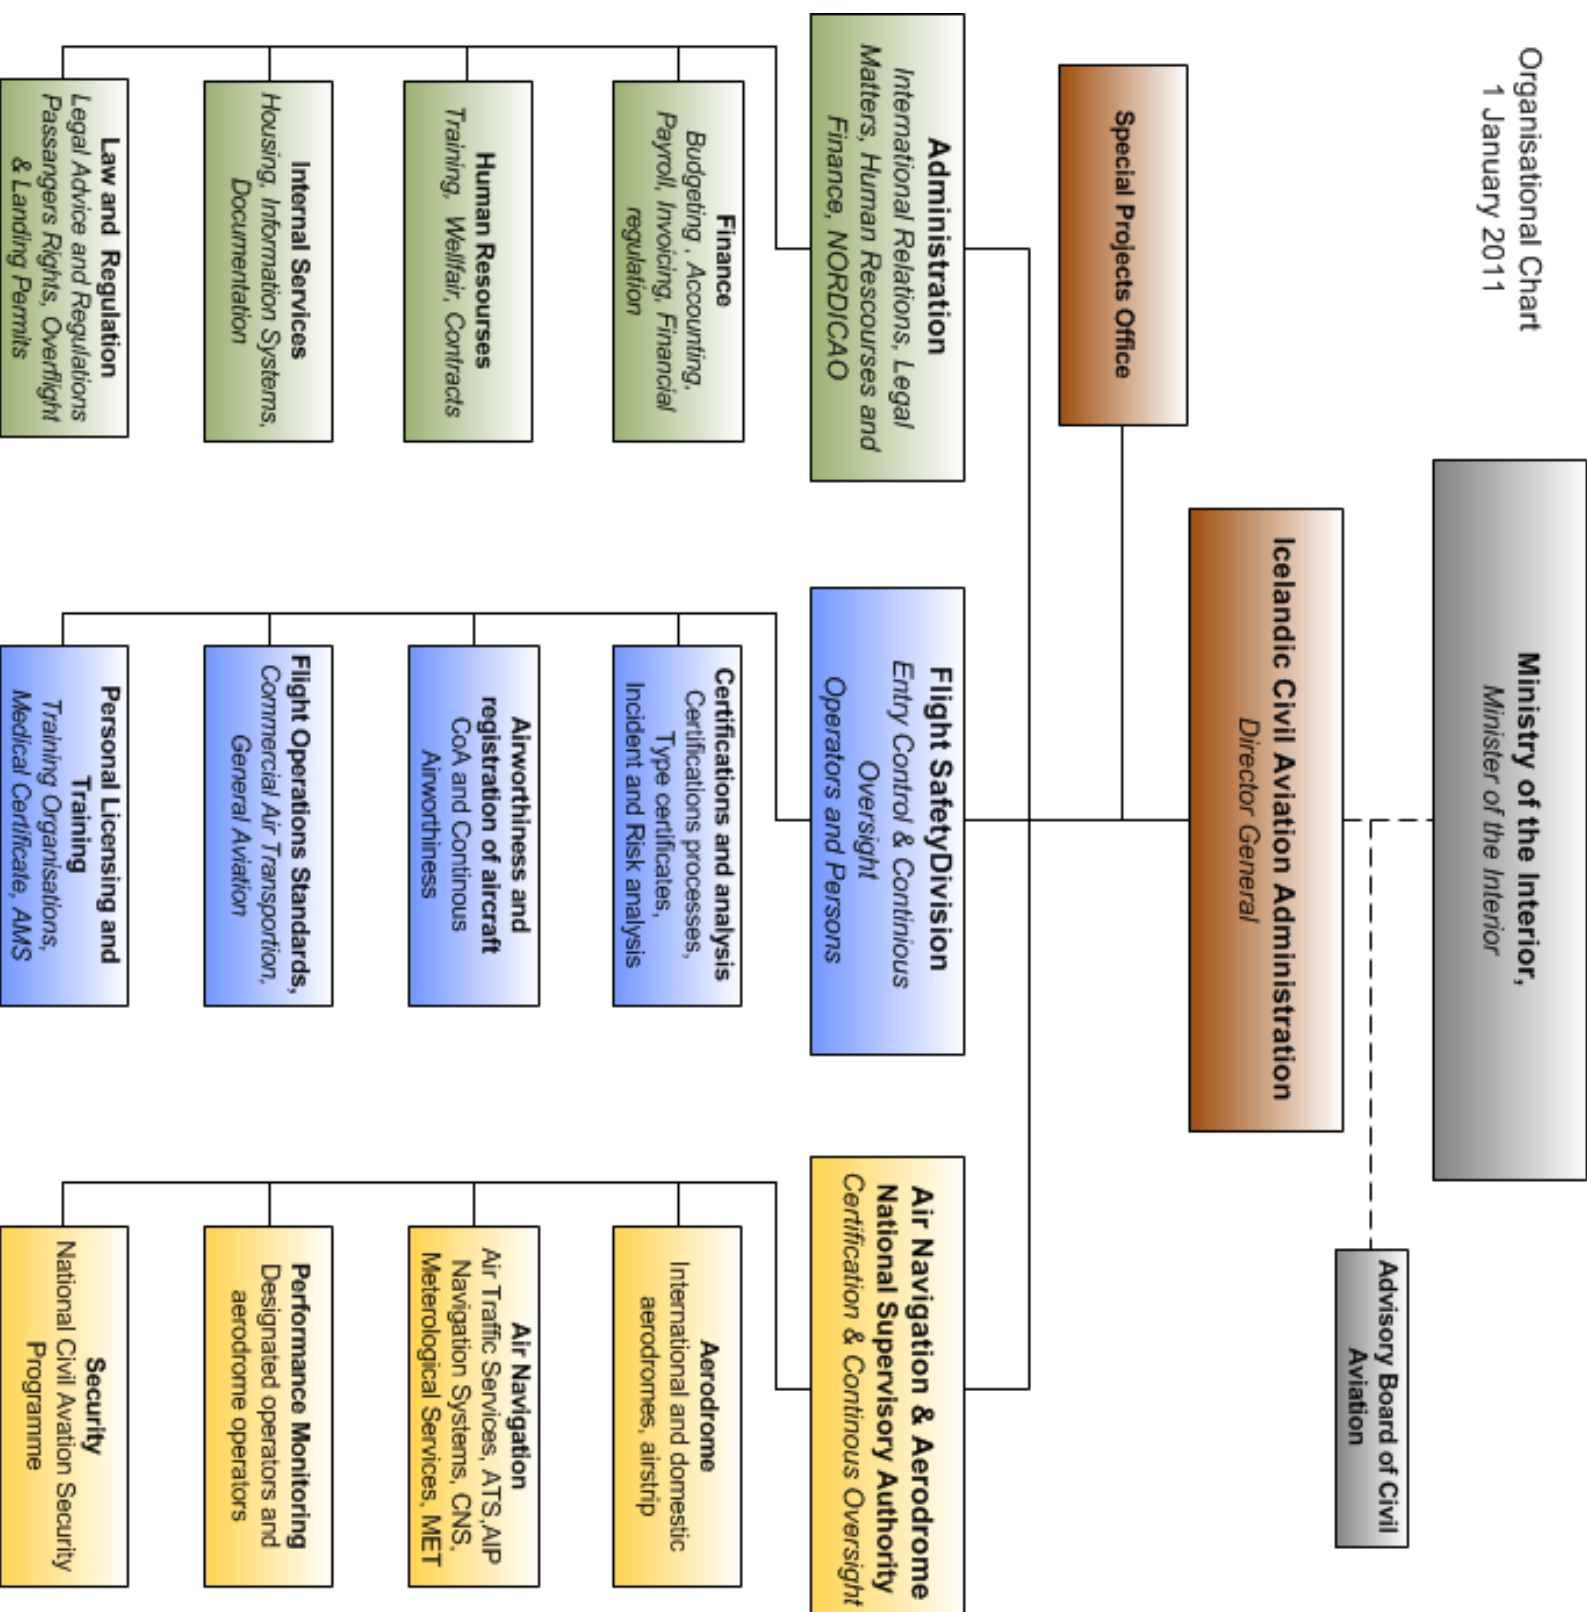 Organisational Chart
1 January 2011
Ministry of the Interior,
Minister of the Interior
Advisory Board of Civil
Aviation
Icelandic Civil Aviation Administration
Director General
Special Projects Office
Administration
International Relations, Legal
Matters, Human Rescourses and
Finance, NORDICAO
Flight SafetyDivision
Entry Control & Continious
Oversight
Operators and Persons
Air Navigation & Aerodrome
National Supervisory Authority
Certification & Continous Oversight
Finance
Budgeting , Accounting,
Payroll, Invoicing, Financial
regulation
Certifications and analysis
Certifications processes,
Type certificates,
Incident and Risk analysis
Aerodrome
International and domestic
aerodromes, airstrip
Human Resourses
Training, Wellfair, Contracts
Airworthiness and
registration of aircraft
CoA and Continous
Airworthiness
Air Navigation
Air Traffic Services, ATS,AIP
Navigation Systems, CNS,
Meterological Services, MET
Internal Services
Housing, Information Systems,
Documentation
Flight Operations Standards,
Commercial Air Transportion,
General Aviation
Performance Monitoring
Designated operators and
aerodrome operators
Law and Regulation
Legal Advice and Regulations
Passangers Rights, Overflight
& Landing Permits
Personal Licensing and
Training
Training Organisations,
Medical Certificate, AMS
Security
National Civil Avation Security
Programme